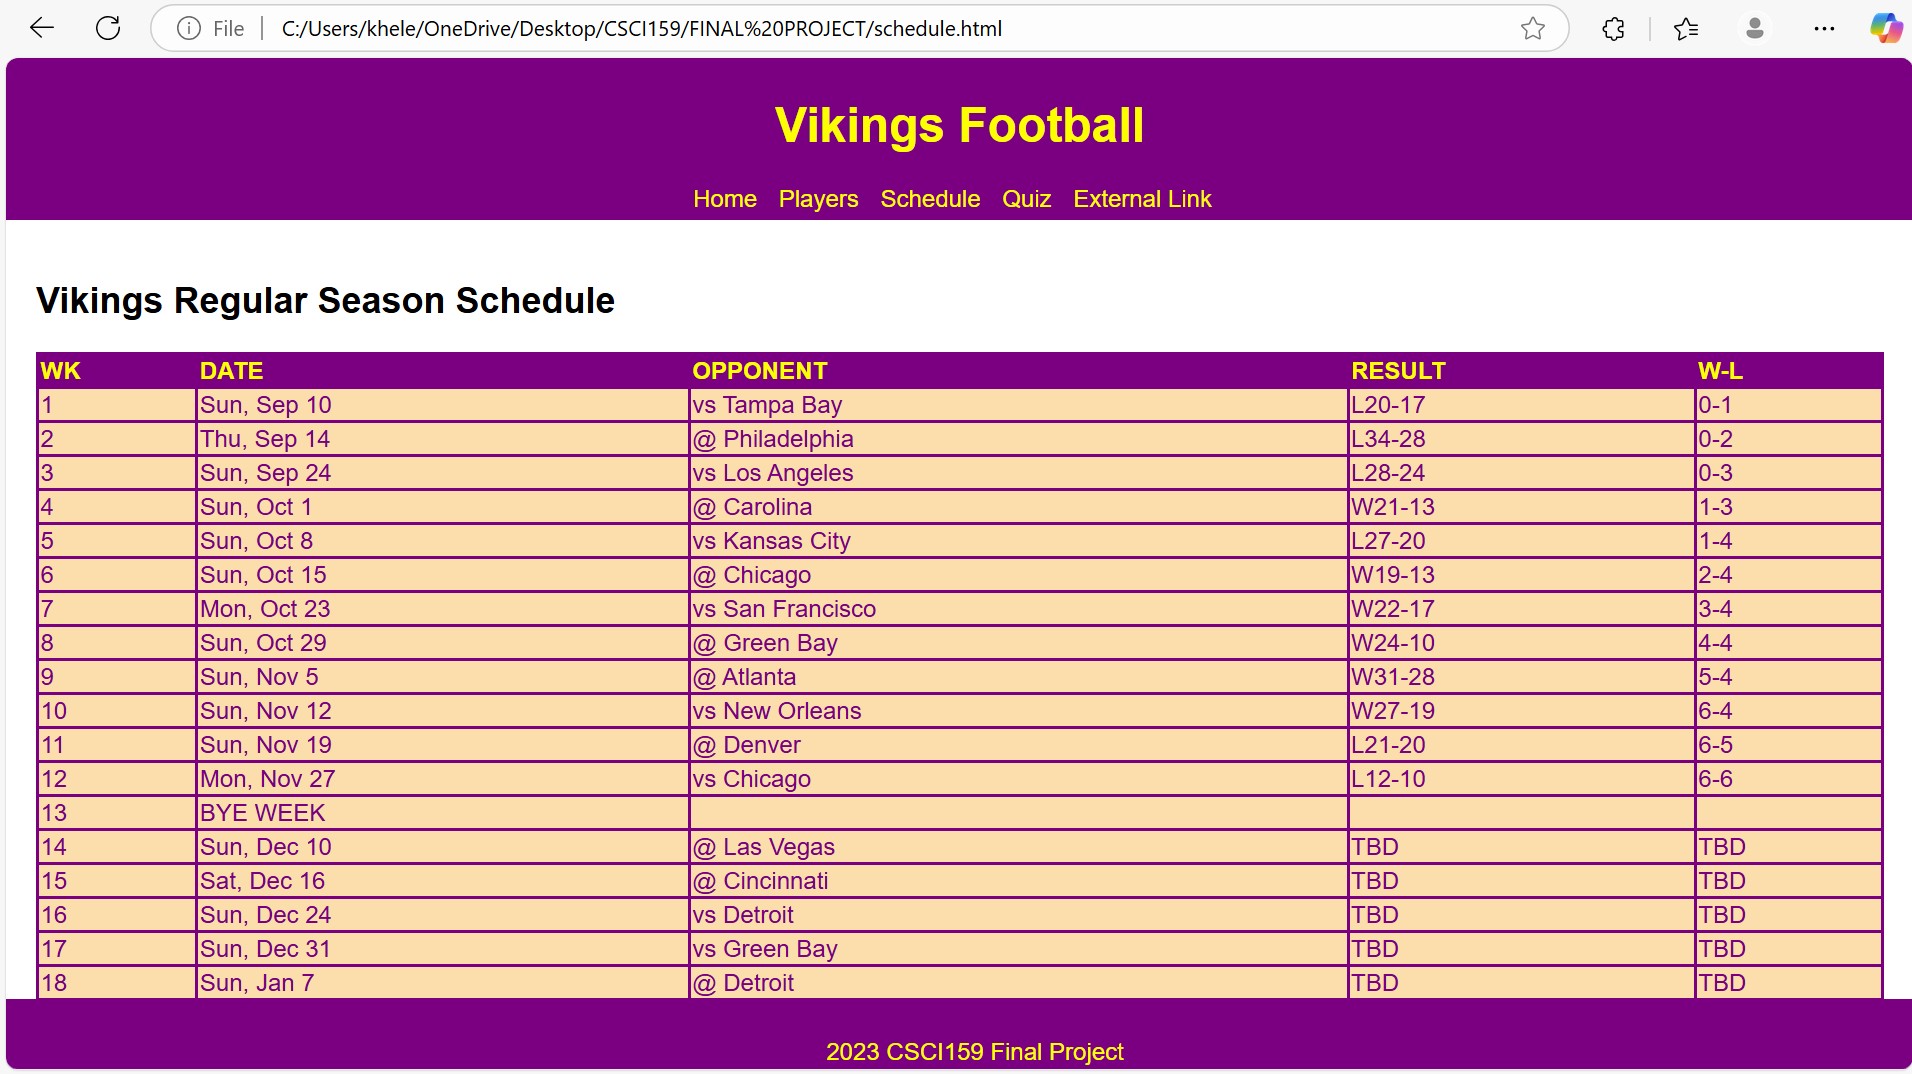 File C:/Users/khele/OneDrive/Desktop/CSCI159/FINAL%20PROJECT/schedule.html
Vikings Football
Home Players Schedule Quiz External Link
Vikings Regular Season Schedule
WK DATE OPPONENT RESULT W-L
1 Sun, Sep 10 vs Tampa Bay L20-17 0-1
2 Thu, Sep 14 @ Philadelphia L34-28 0-2
3 Sun, Sep 24 vs Los Angeles L28-24 0-3
4 Sun, Oct 1 @ Carolina W21-13 1-3
5 Sun, Oct 8 vs Kansas City L27-20 1-4
6 Sun, Oct 15 @ Chicago W19-13 2-4
7 Mon, Oct 23 vs San Francisco W22-17 3-4
8 Sun, Oct 29 @ Green Bay W24-10 4-4
9 Sun, Nov 5 @ Atlanta W31-28 5-4
10 Sun, Nov 12 vs New Orleans W27-19 6-4
11 Sun, Nov 19 @ Denver L21-20 6-5
12 Mon, Nov 27 vs Chicago L12-10 6-6
13 BYE WEEK
14 Sun, Dec 10 @ Las Vegas TBD TBD
15 Sat, Dec 16 @ Cincinnati TBD TBD
16 Sun, Dec 24 vs Detroit TBD TBD
17 Sun, Dec 31 vs Green Bay TBD TBD
18 Sun, Jan 7 @ Detroit TBD TBD
2023 CSCI159 Final Project